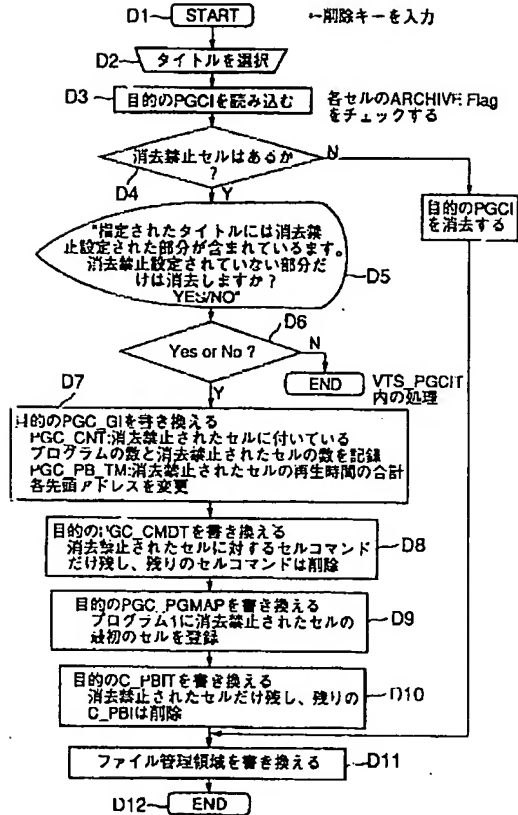 D1 START ←削除キーを入力
D2 タイトルを選択
D3 目的のPGCIを読み込む 各セルのARCHIVE Flag
をチェックする
消去禁止セルはあるか N
?
D4 Y
目的のPGCI
を消去する
"指定されたタイトルには消去禁
止設定された部分が含まれているます。
消去禁止設定されていない部分だ
けは消去しますか?
YES/NO"
D5
D6
Yes or No ? N
Y
END VTS_PGCIT
内の処理
D7
目的のPGC_GIを書き換える
PGC_CNT:消去禁止されたセルに付いている
プログラムの数と消去禁止されたセルの数を記録
PGC_PB_TM:消去禁止されたセルの再生時間の合計
各先頭アドレスを変更
目的のPGC_CMDTを書き換える
消去禁止されたセルに対するセルコマンド
だけ残し、残りのセルコマンドは削除
D8
目的のPGC_PGMAPを書き換える
プログラム1に消去禁止されたセルの
最初のセルを登録
D9
目的のC_PBITを書き換える
消去禁止されたセルだけ残し、残りの
C_PBIは削除
D10
ファイル管理領域を書き換える D11
D12 END